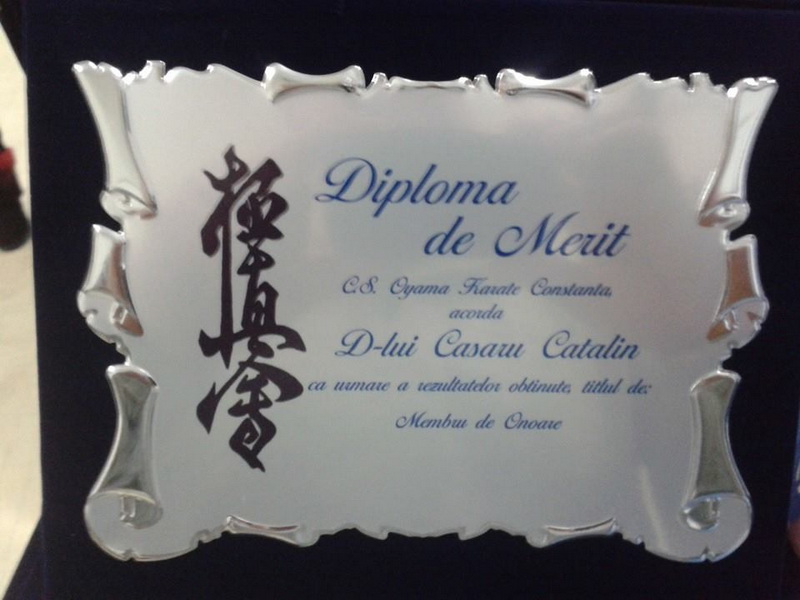 極真會
Diploma
de Merit
C.S. Oyama Karate Constanta,
acorda
D-lui Casaru Catalin
ca urmare a rezultatelor obtinute, titlul de:
Membru de Onoare